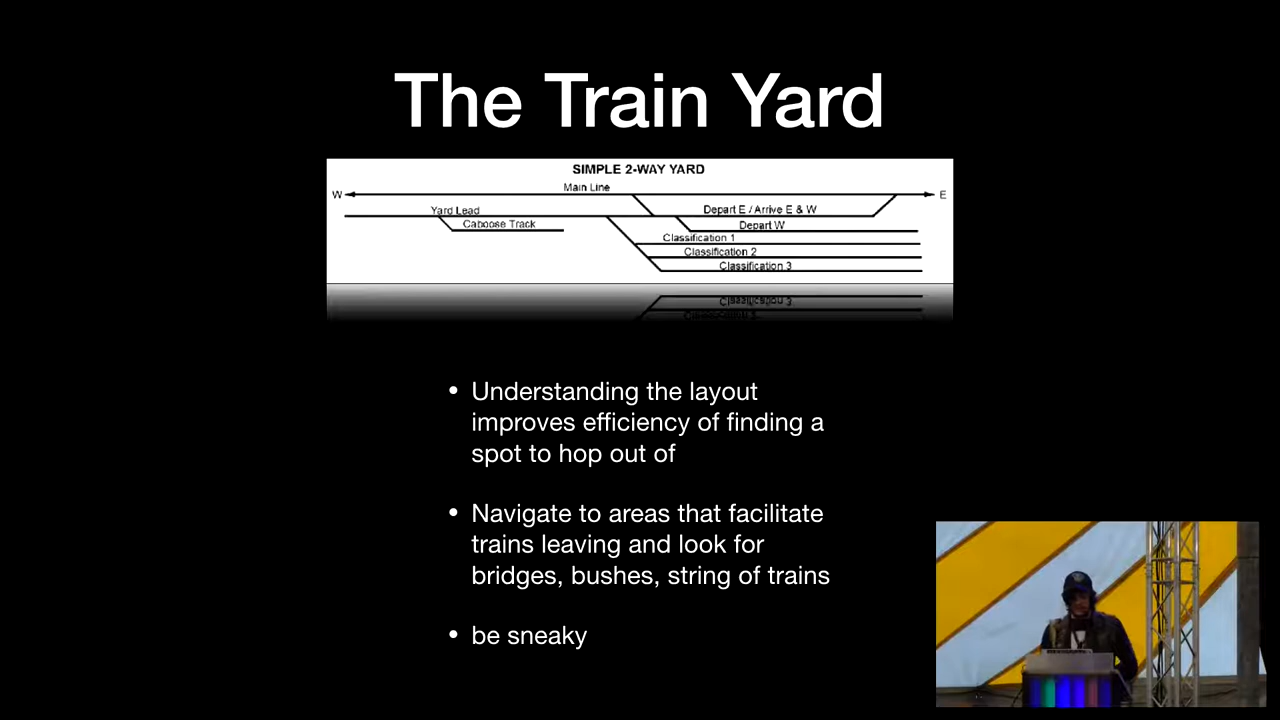 The Train Yard
SIMPLE 2-WAY YARD
Main Line
W
E
Yard Lead
Depart E / Arrive E & W
Caboose Track
Depart W
Classification 1
Classification 2
Classification 3
• Understanding the layout
improves efficiency of finding a
spot to hop out of
• Navigate to areas that facilitate
trains leaving and look for
bridges, bushes, string of trains
• be sneaky